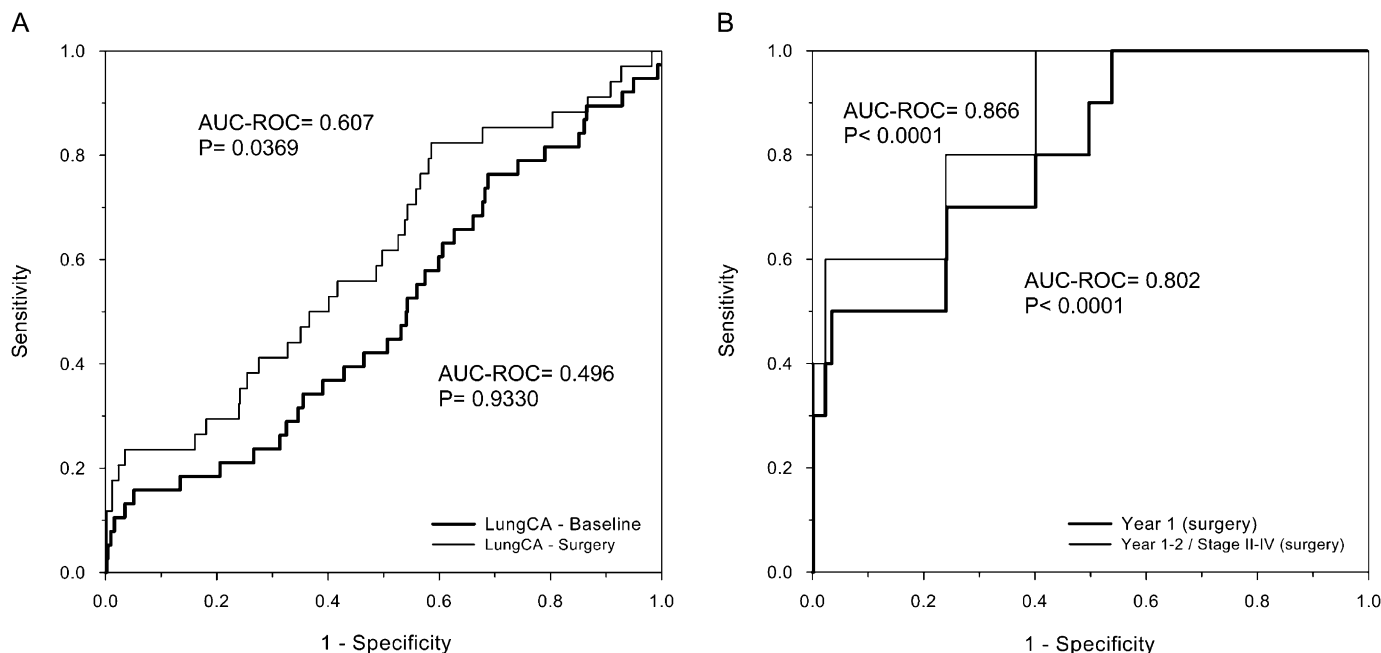 A
1.0
0.8
0.6
0.4
0.2
0.0
Sensitivity
AUC-ROC= 0.607
P= 0.0369
AUC-ROC= 0.496
P= 0.9330
LungCA - Baseline
LungCA - Surgery
0.0 0.2 0.4 0.6 0.8 1.0
1 - Specificity
B
1.0
0.8
0.6
0.4
0.2
0.0
Sensitivity
AUC-ROC= 0.866
P< 0.0001
AUC-ROC= 0.802
P< 0.0001
Year 1 (surgery)
Year 1-2 / Stage II-IV (surgery)
0.0 0.2 0.4 0.6 0.8 1.0
1 - Specificity